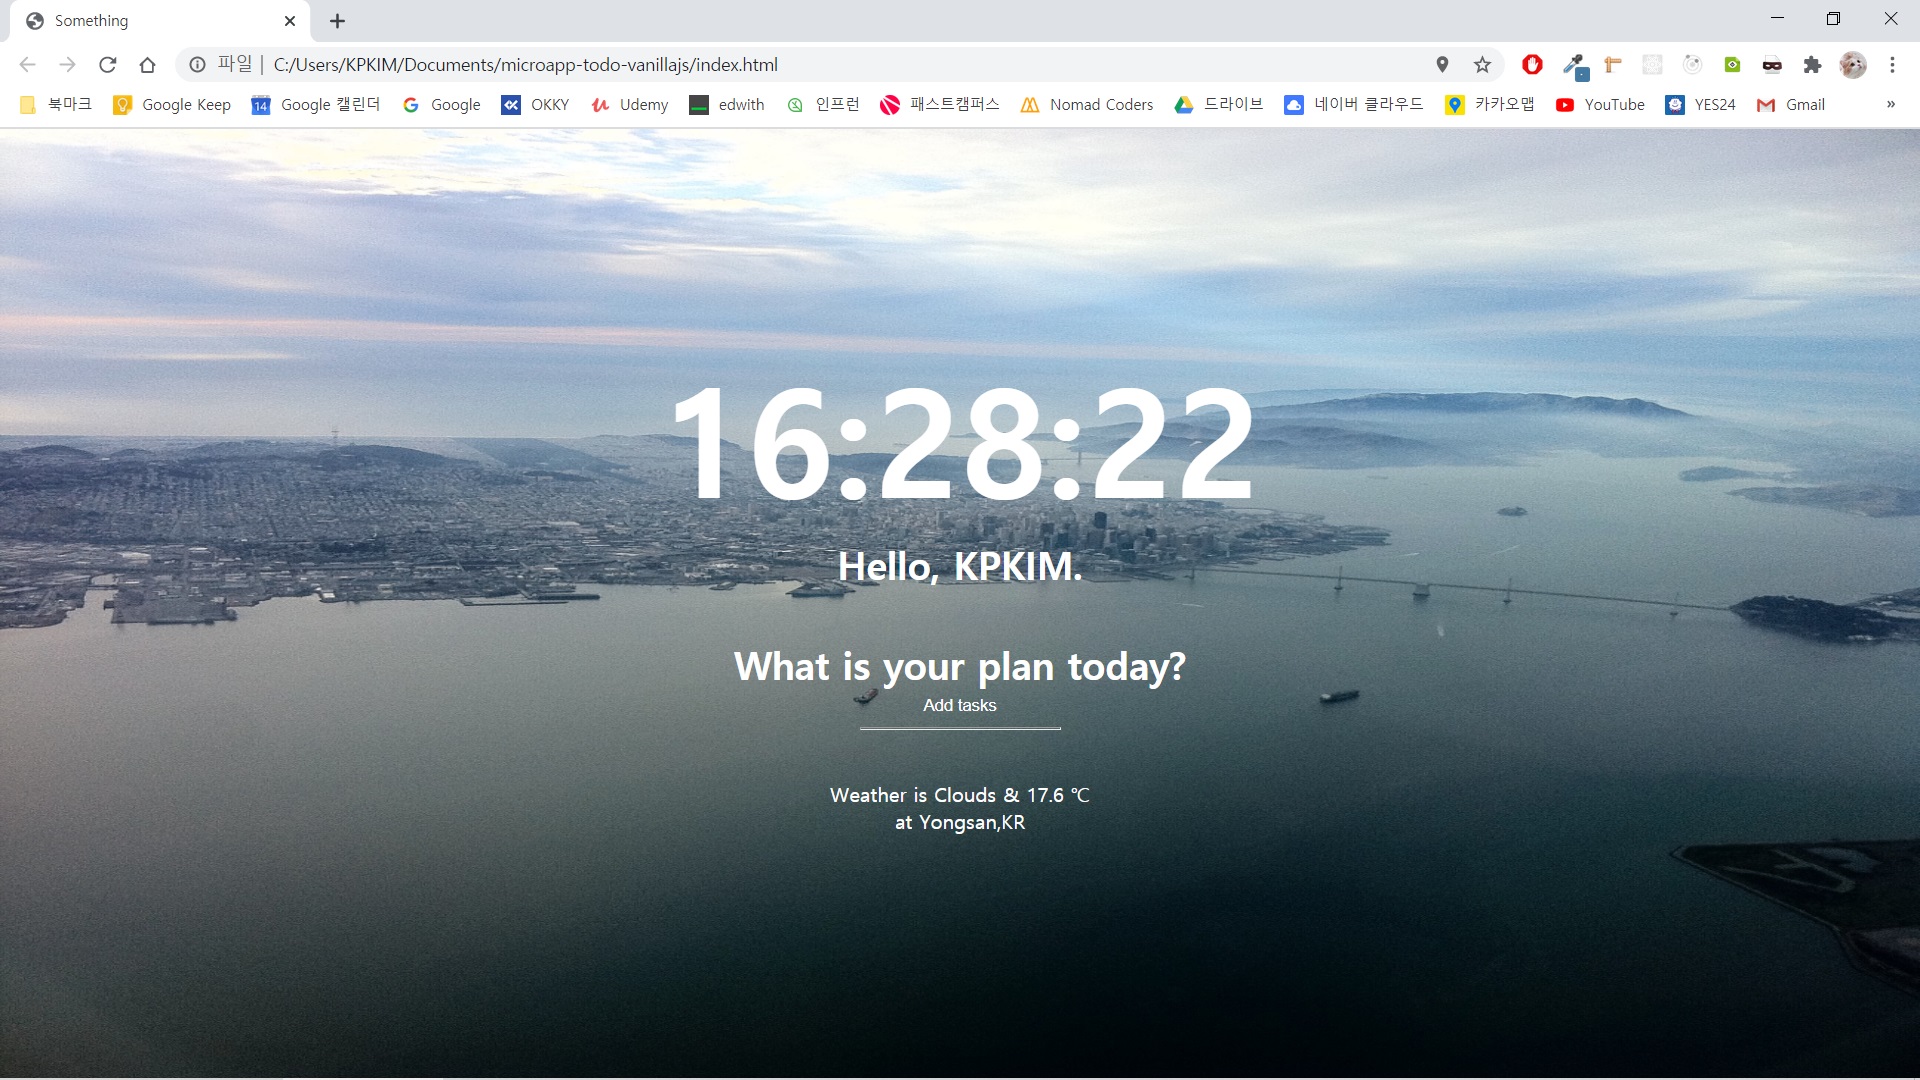 Something
파일 | C:/Users/KPKIM/Documents/microapp-todo-vanillajs/index.html
북마크 Google Keep 14 Google 캘린더 Google OKKY Udemy edwith 인프런 패스트캠퍼스 Nomad Coders 드라이브 네이버 클라우드 카카오맵 YouTube YES24 Gmail »
16:28:22
Hello, KPKIM.
What is your plan today?
Add tasks
Weather is Clouds & 17.6 ℃
at Yongsan,KR